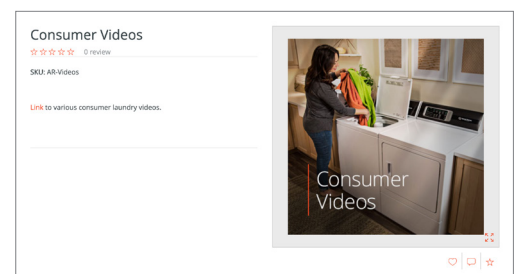 Consumer Videos
0 review
SKU: AR-Videos
Link to various consumer laundry videos.
Consumer
Videos